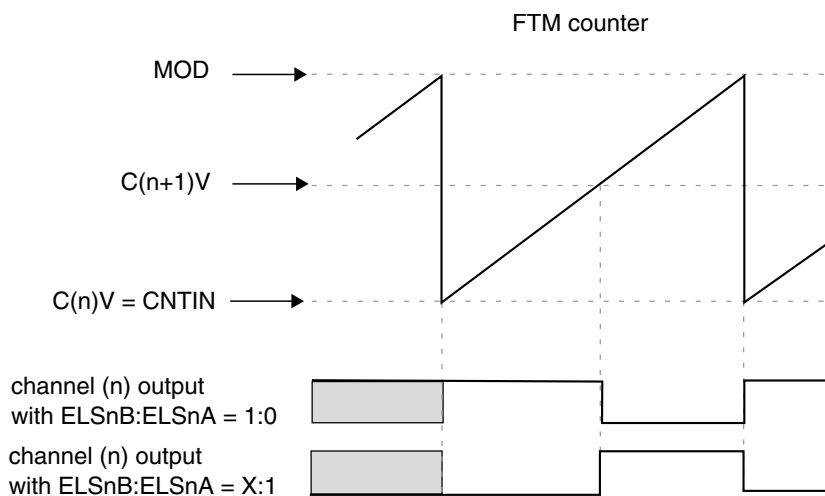 FTM counter
MOD
C(n+1)V
C(n)V = CNTIN
channel (n) output
with ELSnB:ELSnA = 1:0
channel (n) output
with ELSnB:ELSnA = X:1